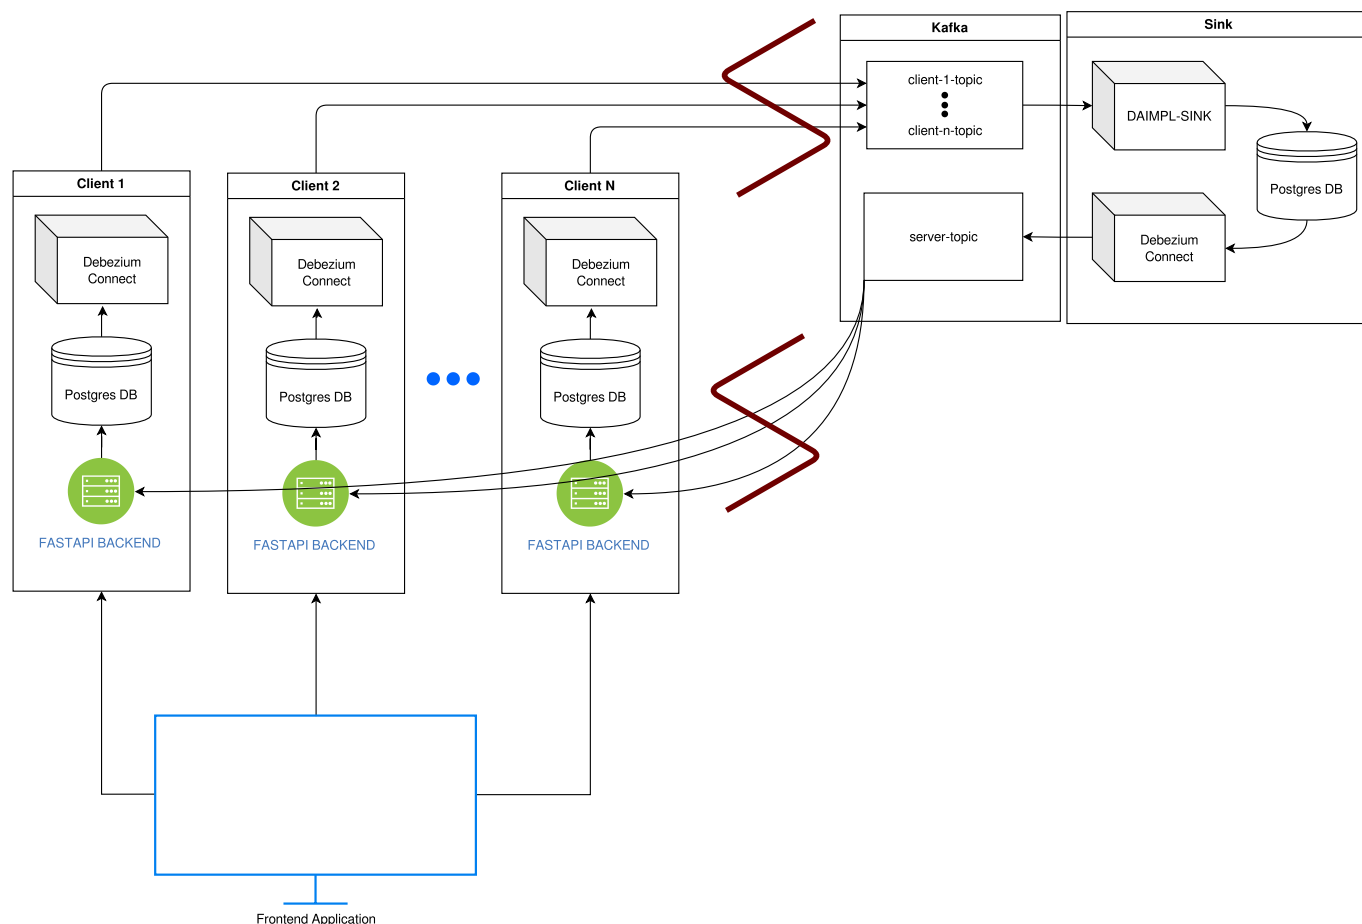 Kafka
Sink
client-1-topic
client-n-topic
DAIMPL-SINK
Postgres DB
server-topic
Debezium
Connect
Client 1
Client 2
Client N
Debezium
Connect
Debezium
Connect
Debezium
Connect
Postgres DB
Postgres DB
Postgres DB
FASTAPI BACKEND
FASTAPI BACKEND
FASTAPI BACKEND
Frontend Application